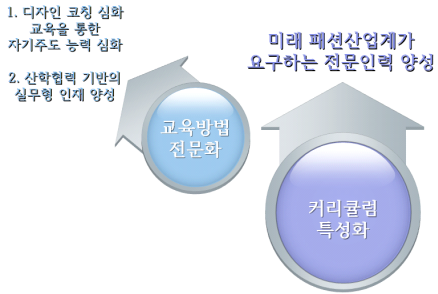 1. 디자인 코칭 심화
교육을 통한
자기주도 능력 심화
2. 산학협력 기반의
실무형 인재 양성
교육방법
전문화
미래 패션산업계가
요구하는 전문인력 양성
커리큘럼
특성화